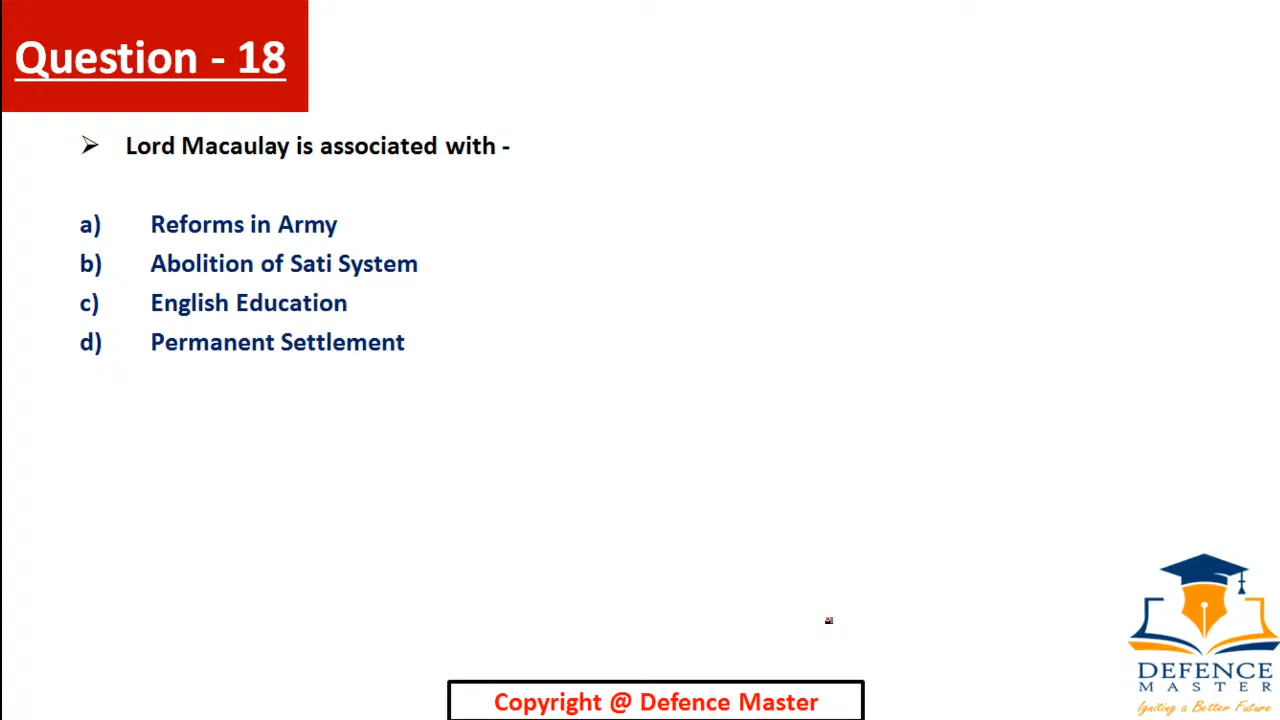 Question - 18
➢ Lord Macaulay is associated with -
a) Reforms in Army
b) Abolition of Sati System
c) English Education
d) Permanent Settlement
DEFENCE
MASTER
Igniting a Better Future
Copyright @ Defence Master